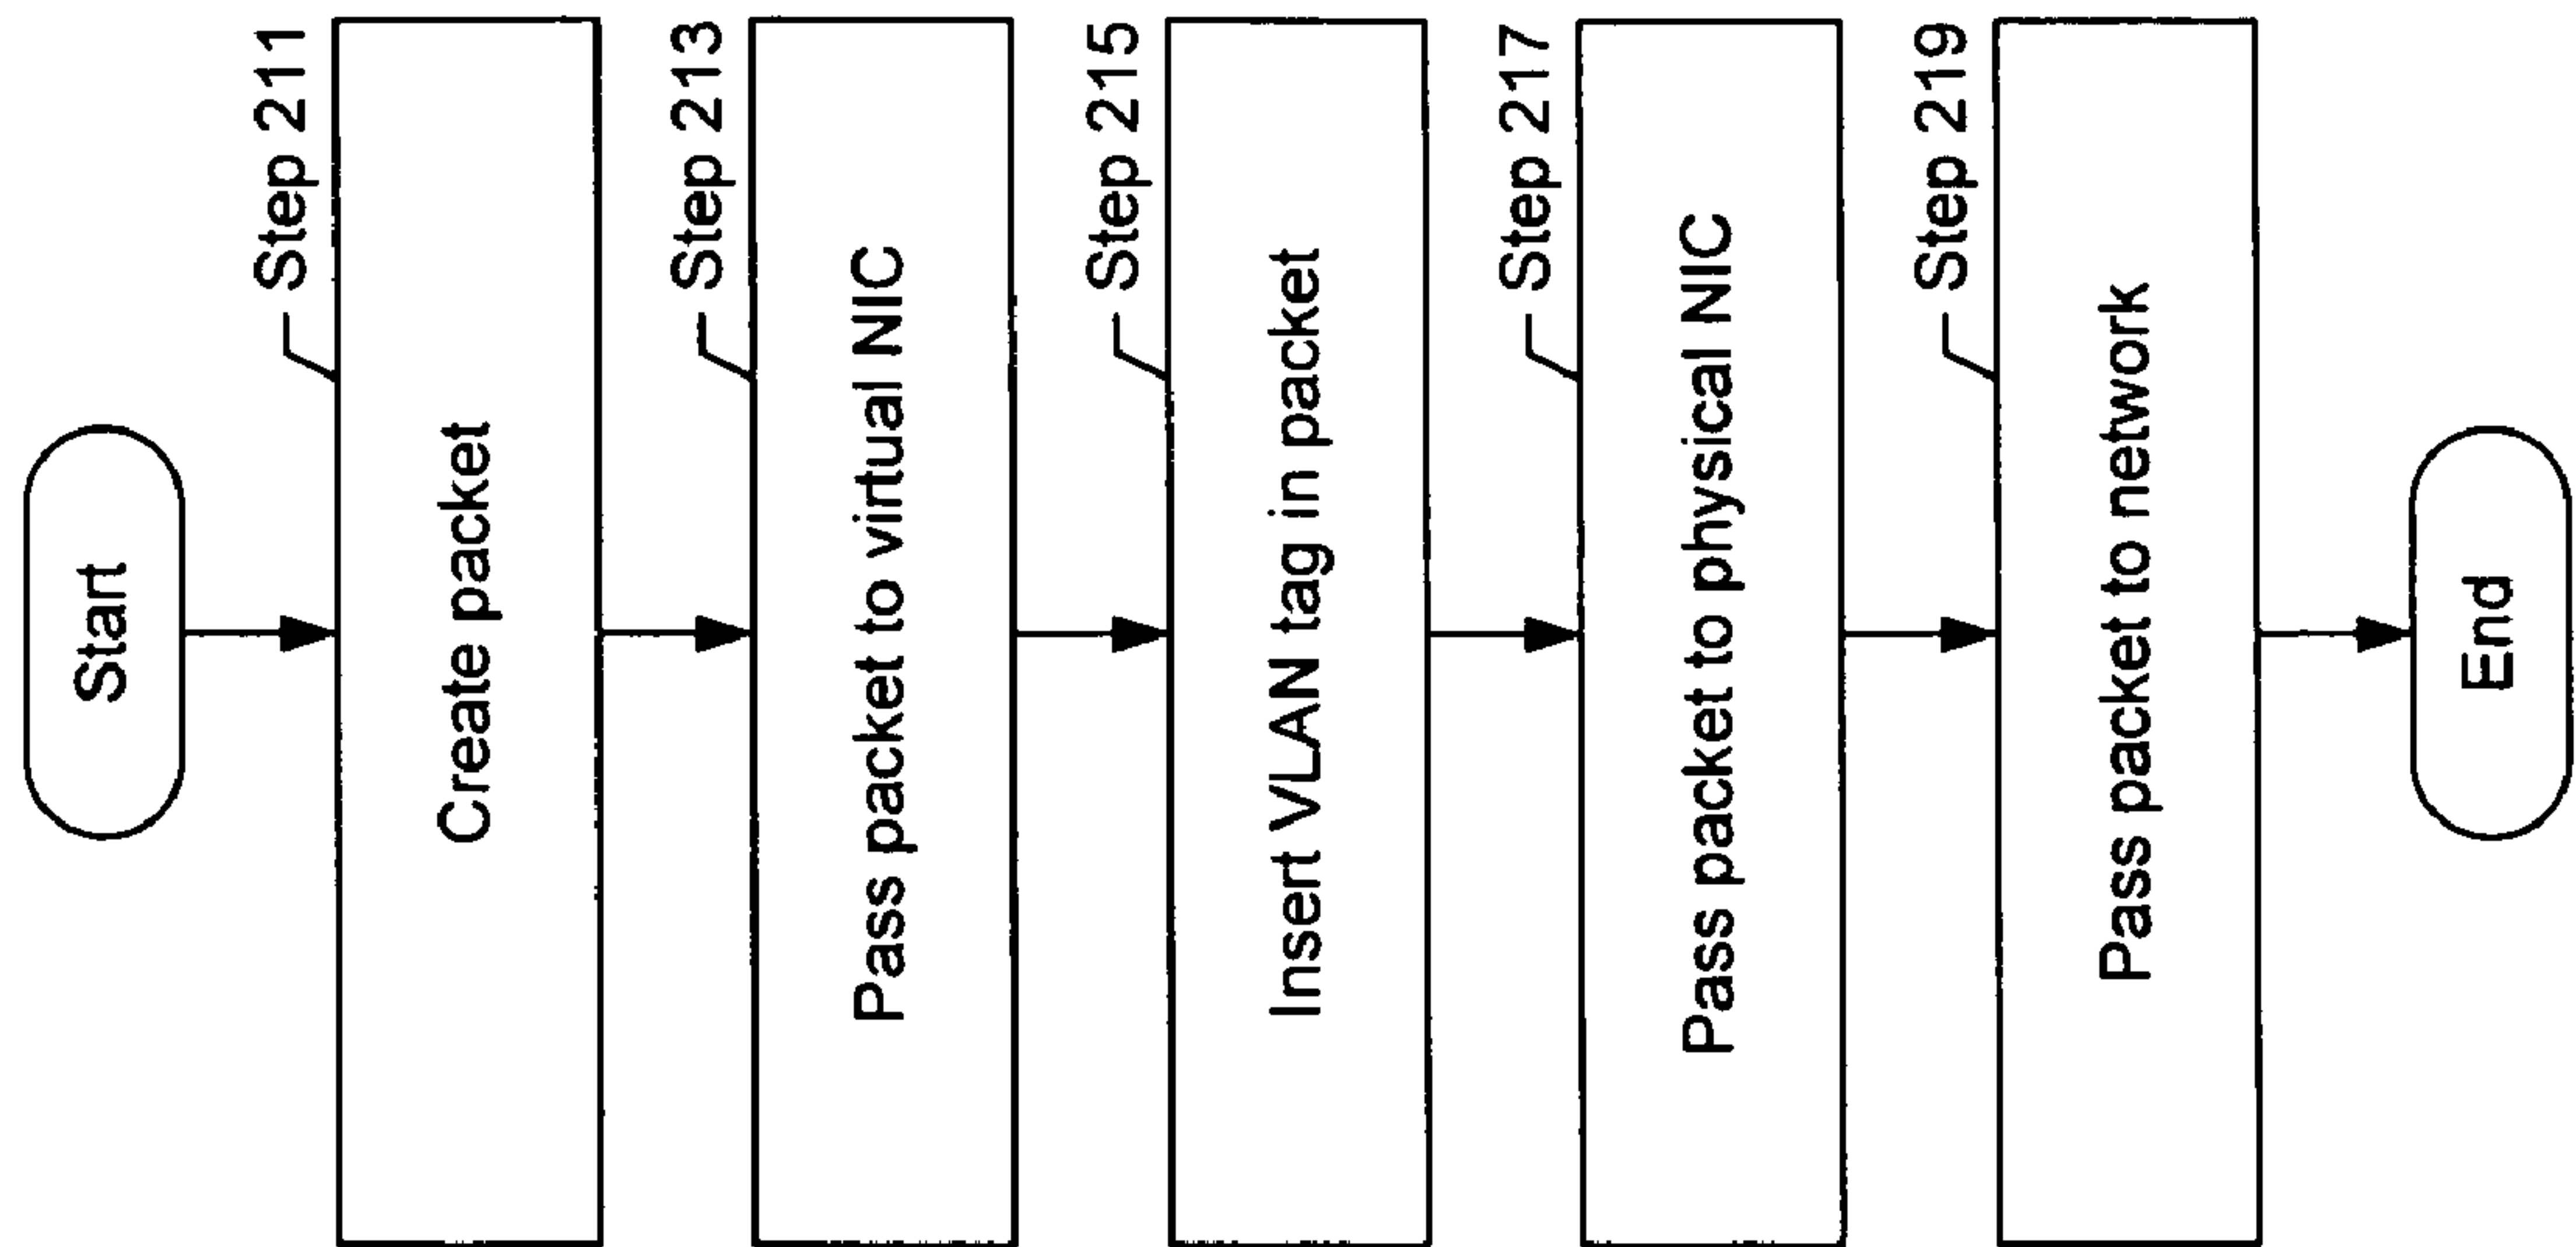 Start
Step 211
Create packet
Step 213
Pass packet to virtual NIC
Step 215
Insert VLAN tag in packet
Step 217
Pass packet to physical NIC
Step 219
Pass packet to network
End